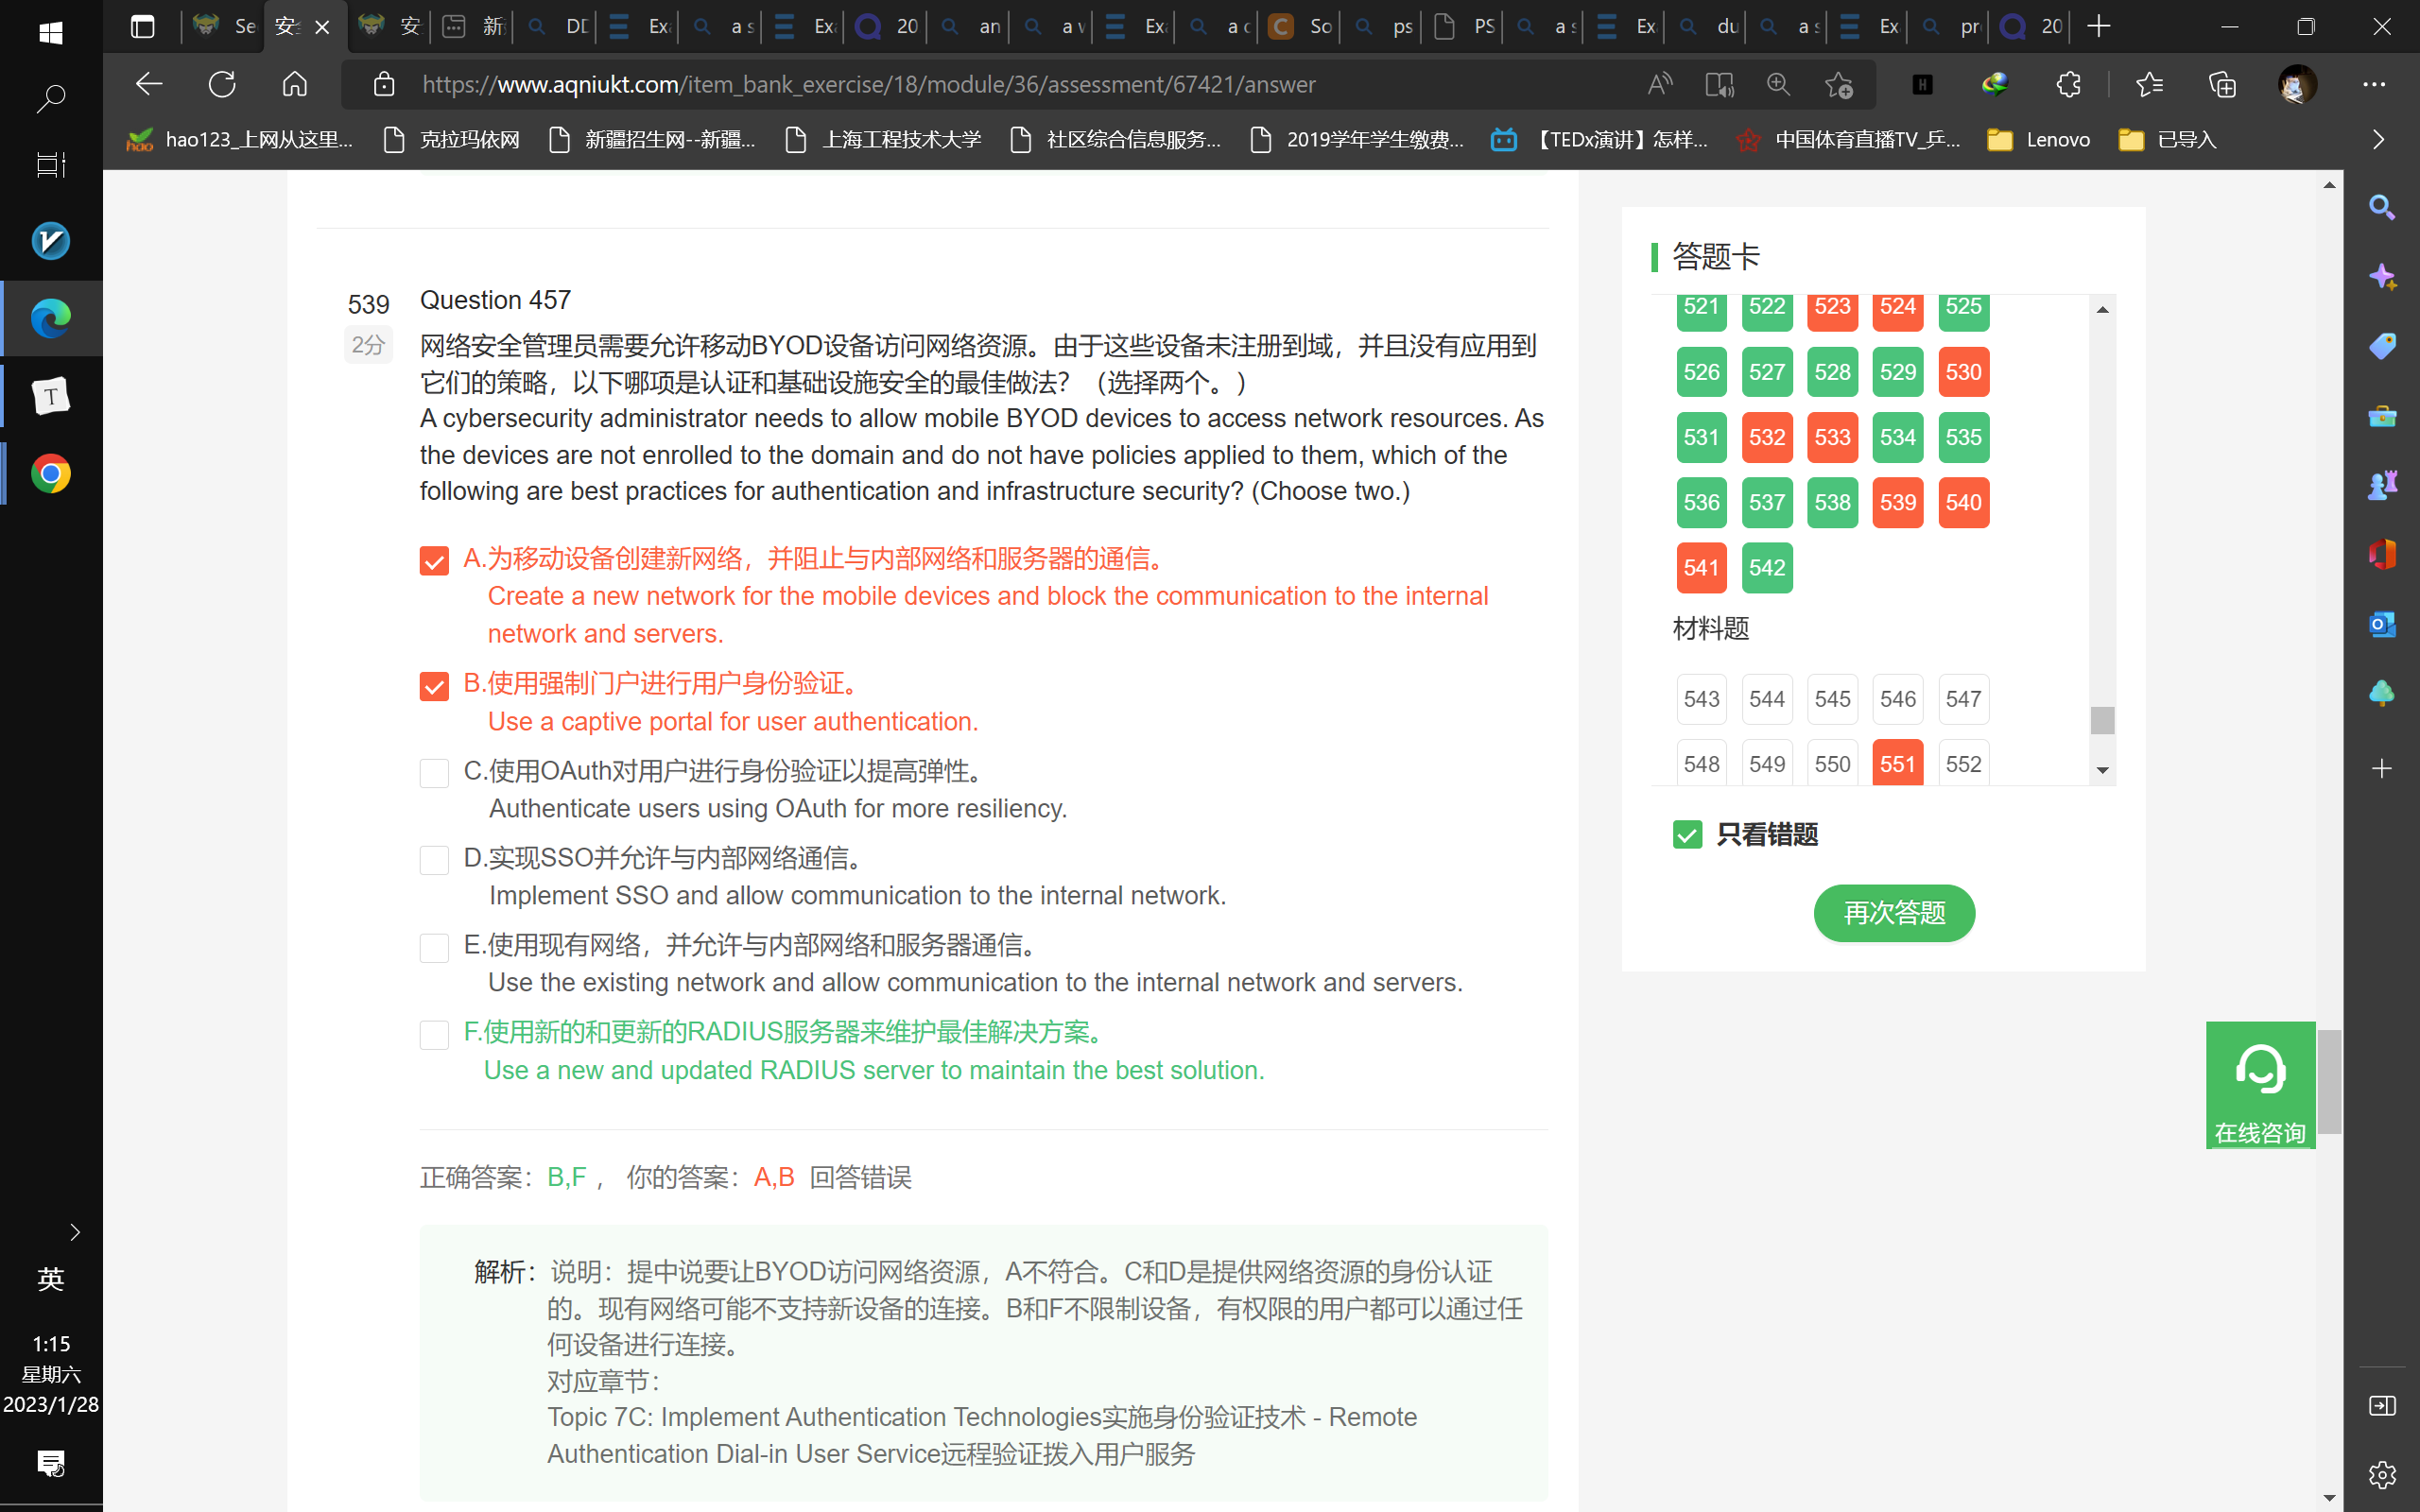 Se
安
安
新
DD
Exa
a s
Exa
20
an
a w
Exa
a c
So
ps
PS
a s
Ex
du
a s
Ex
pr
20
https://www.aqniukt.com/item_bank_exercise/18/module/36/assessment/67421/answer
hao123_上网从这里...
克拉玛依网
新疆招生网--新疆...
上海工程技术大学
社区综合信息服务...
2019学年学生缴费...
【TEDx演讲】怎样...
中国体育直播TV_乒...
Lenovo
已导入
539
2分
Question 457
网络安全管理员需要允许移动BYOD设备访问网络资源。由于这些设备未注册到域，并且没有应用到
它们的策略，以下哪项是认证和基础设施安全的最佳做法？（选择两个。)
A cybersecurity administrator needs to allow mobile BYOD devices to access network resources. As
the devices are not enrolled to the domain and do not have policies applied to them, which of the
following are best practices for authentication and infrastructure security? (Choose two.)
A.为移动设备创建新网络，并阻止与内部网络和服务器的通信。
Create a new network for the mobile devices and block the communication to the internal
network and servers.
B.使用强制门户进行用户身份验证。
Use a captive portal for user authentication.
C.使用OAuth对用户进行身份验证以提高弹性。
Authenticate users using OAuth for more resiliency.
D.实现SSO并允许与内部网络通信。
Implement SSO and allow communication to the internal network.
E.使用现有网络，并允许与内部网络和服务器通信。
Use the existing network and allow communication to the internal network and servers.
F.使用新的和更新的RADIUS服务器来维护最佳解决方案。
Use a new and updated RADIUS server to maintain the best solution.
正确答案：B,F ， 你的答案：A,B 回答错误
解析：说明：提中说要让BYOD访问网络资源，A不符合。C和D是提供网络资源的身份认证
的。现有网络可能不支持新设备的连接。B和F不限制设备，有权限的用户都可以通过任
何设备进行连接。
对应章节：
Topic 7C: Implement Authentication Technologies实施身份验证技术 - Remote
Authentication Dial-in User Service远程验证拨入用户服务
答题卡
521 522 523 524 525
526 527 528 529 530
531 532 533 534 535
536 537 538 539 540
541 542
材料题
543 544 545 546 547
548 549 550 551 552
只看错题
再次答题
在线咨询
英
1:15
星期六
2023/1/28